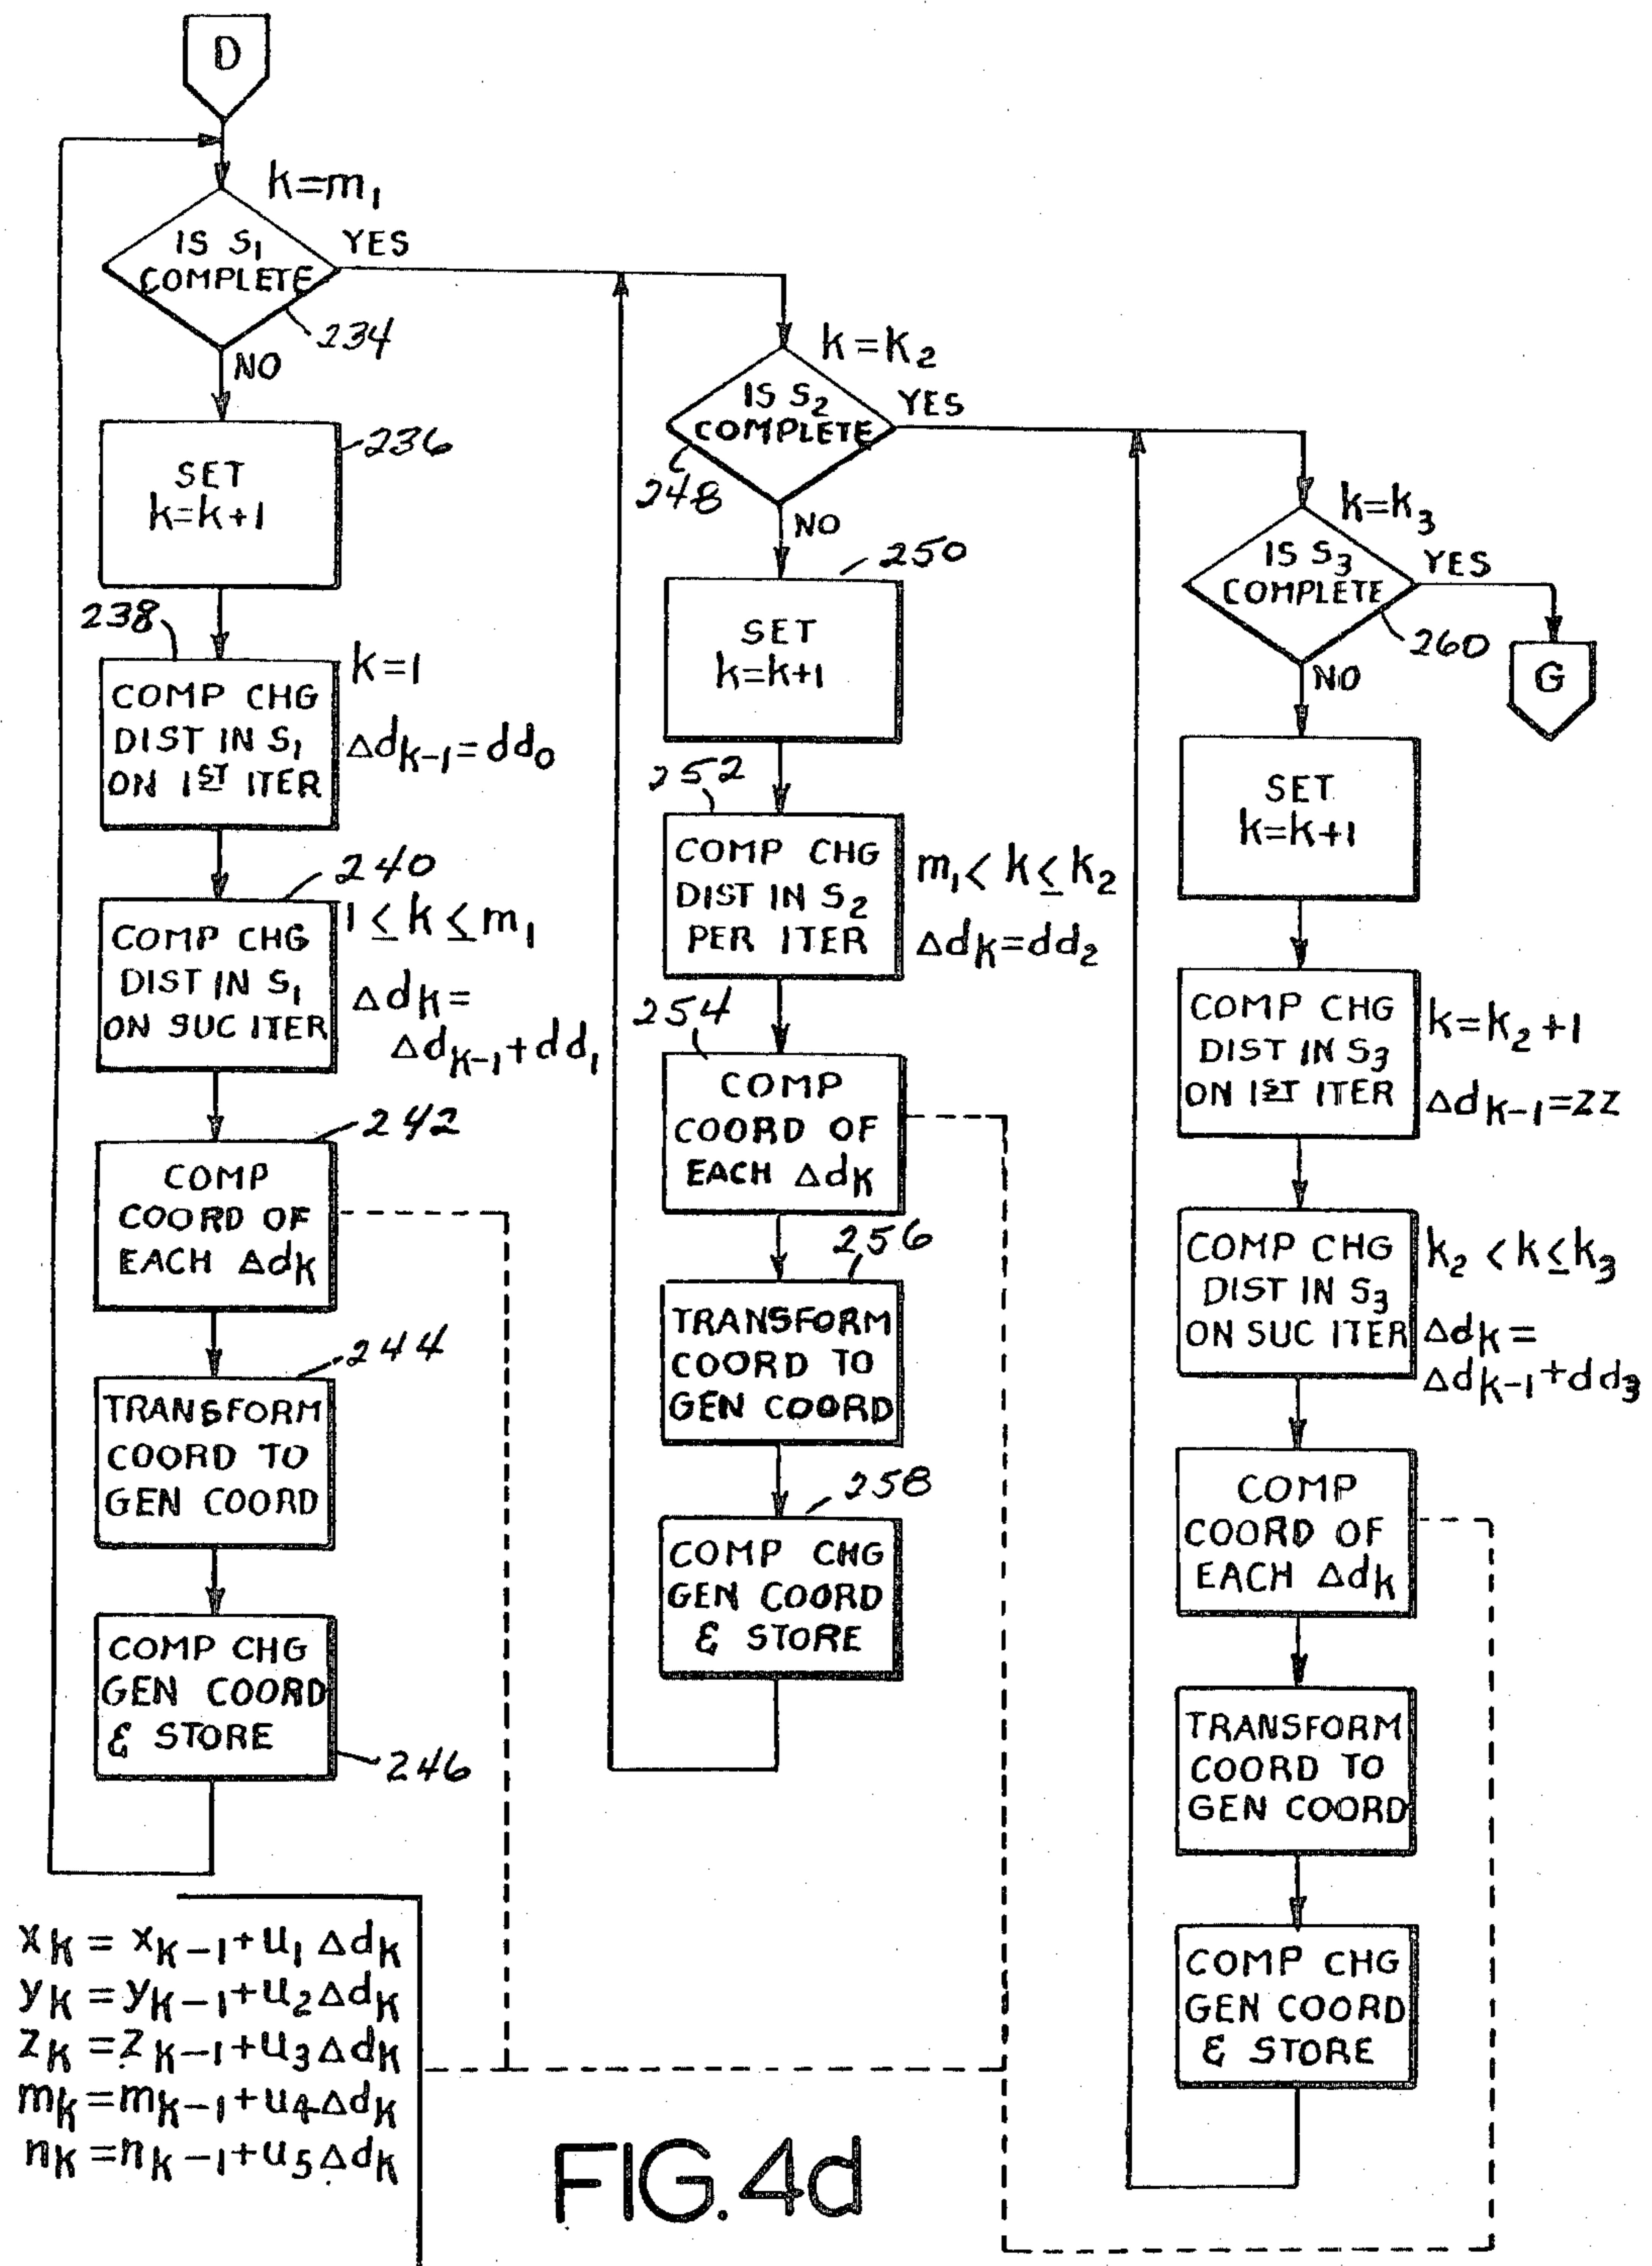 D
k=m₁
IS S₁
COMPLETE
YES
234
NO
236
SET
k=k+1
238
COMP CHG
DIST IN S₁
ON 1ST ITER
k=1
Δdₖ₋₁=dd₀
240
COMP CHG
DIST IN S₁
ON SUC ITER
1≤k≤m₁
Δdₖ=
Δdₖ₋₁+dd₁
242
COMP
COORD OF
EACH Δdₖ
244
TRANSFORM
COORD TO
GEN COORD
COMP CHG
GEN COORD
& STORE
246
xₖ=xₖ₋₁+u₁Δdₖ
yₖ=yₖ₋₁+u₂Δdₖ
zₖ=zₖ₋₁+u₃Δdₖ
mₖ=mₖ₋₁+u₄Δdₖ
nₖ=nₖ₋₁+u₅Δdₖ
k=k₂
IS S₂
COMPLETE
YES
248
NO
250
SET
k=k+1
252
COMP CHG
DIST IN S₂
PER ITER
m₁<k≤k₂
Δdₖ=dd₂
254
COMP
COORD OF
EACH Δdₖ
256
TRANSFORM
COORD TO
GEN COORD
258
COMP CHG
GEN COORD
& STORE
k=k₃
IS S₃
COMPLETE
YES
260
G
NO
SET
k=k+1
COMP CHG
DIST IN S₃
ON 1ST ITER
k=k₂+1
Δdₖ₋₁=ZZ
COMP CHG
DIST IN S₃
ON SUC ITER
k₂<k≤k₃
Δdₖ=
Δdₖ₋₁+dd₃
COMP
COORD OF
EACH Δdₖ
TRANSFORM
COORD TO
GEN COORD
COMP CHG
GEN COORD
& STORE
FIG.4d